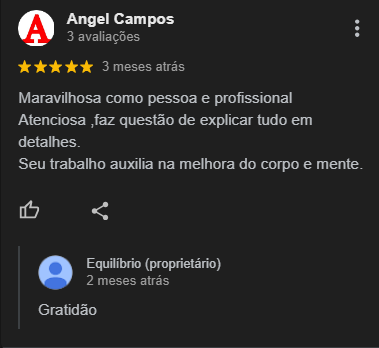 A
Angel Campos
3 avaliações
3 meses atrás
Maravilhosa como pessoa e profissional
Atenciosa ,faz questão de explicar tudo em
detalhes.
Seu trabalho auxilia na melhora do corpo e mente.
Equilíbrio (proprietário)
2 meses atrás
Gratidão